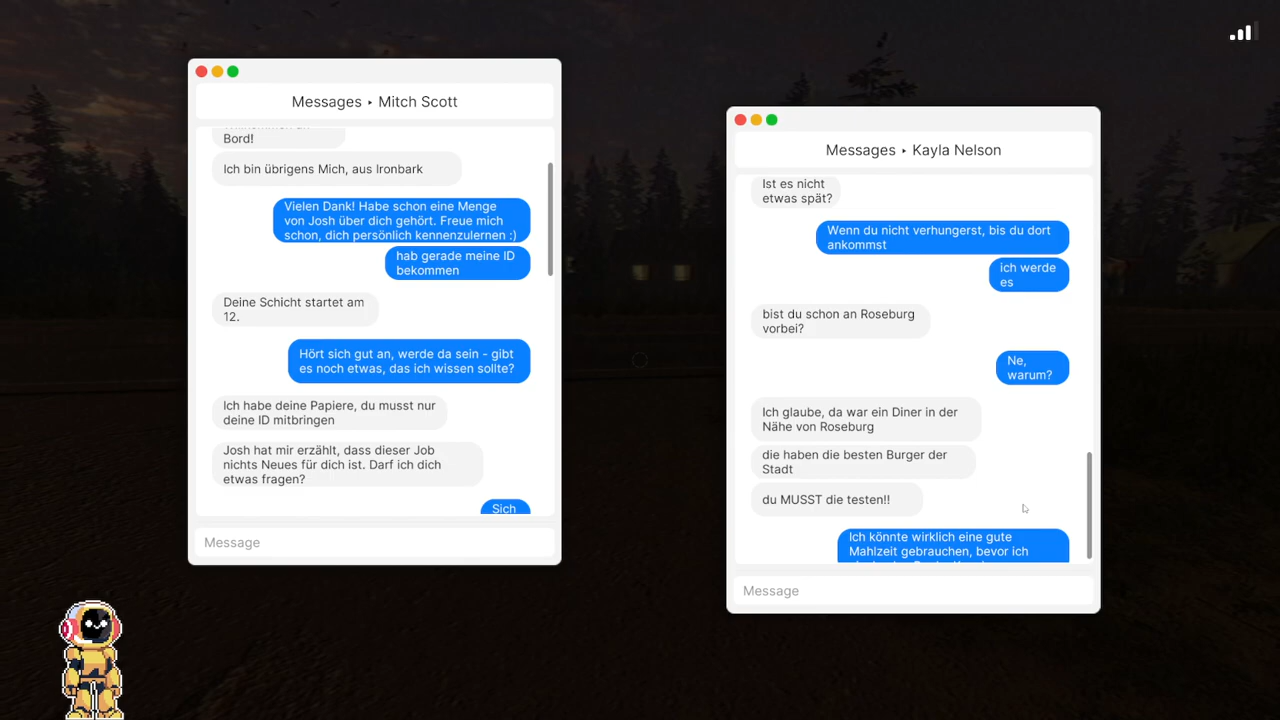 Messages ▸ Mitch Scott
Bord!
Ich bin übrigens Mich, aus Ironbark
Vielen Dank! Habe schon eine Menge
von Josh über dich gehört. Freue mich
schon, dich persönlich kennenzulernen :)
hab gerade meine ID
bekommen
Deine Schicht startet am
12.
Hört sich gut an, werde da sein - gibt
es noch etwas, das ich wissen sollte?
Ich habe deine Papiere, du musst nur
deine ID mitbringen
Josh hat mir erzählt, dass dieser Job
nichts Neues für dich ist. Darf ich dich
etwas fragen?
Sich
Message
Messages ▸ Kayla Nelson
Ist es nicht
etwas spät?
Wenn du nicht verhungerst, bis du dort
ankommst
ich werde
es
bist du schon an Roseburg
vorbei?
Ne,
warum?
Ich glaube, da war ein Diner in der
Nähe von Roseburg
die haben die besten Burger der
Stadt
du MUSST die testen!!
Ich könnte wirklich eine gute
Mahlzeit gebrauchen, bevor ich
Message